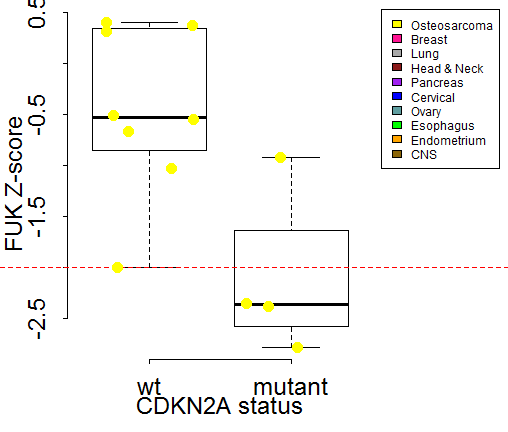 0.5
-0.5
-1.5
-2.5
FUK Z-score
wt
mutant
CDKN2A status
Osteosarcoma
Breast
Lung
Head & Neck
Pancreas
Cervical
Ovary
Esophagus
Endometrium
CNS